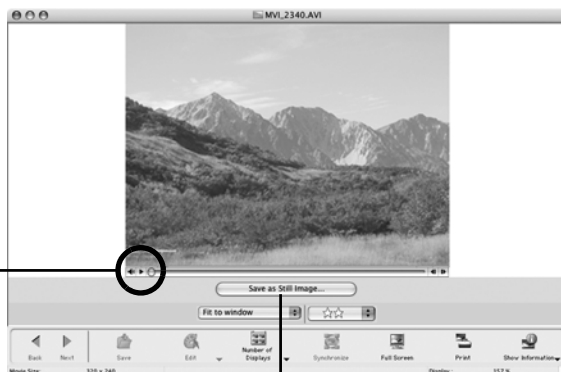 MVI_2340.AVI
Save as Still Image...
Fit to window
Back Next Save Edit Number of Displays Synchronize Full Screen Print Show Information
Movie Size: 320 x 240 Display: 157 %